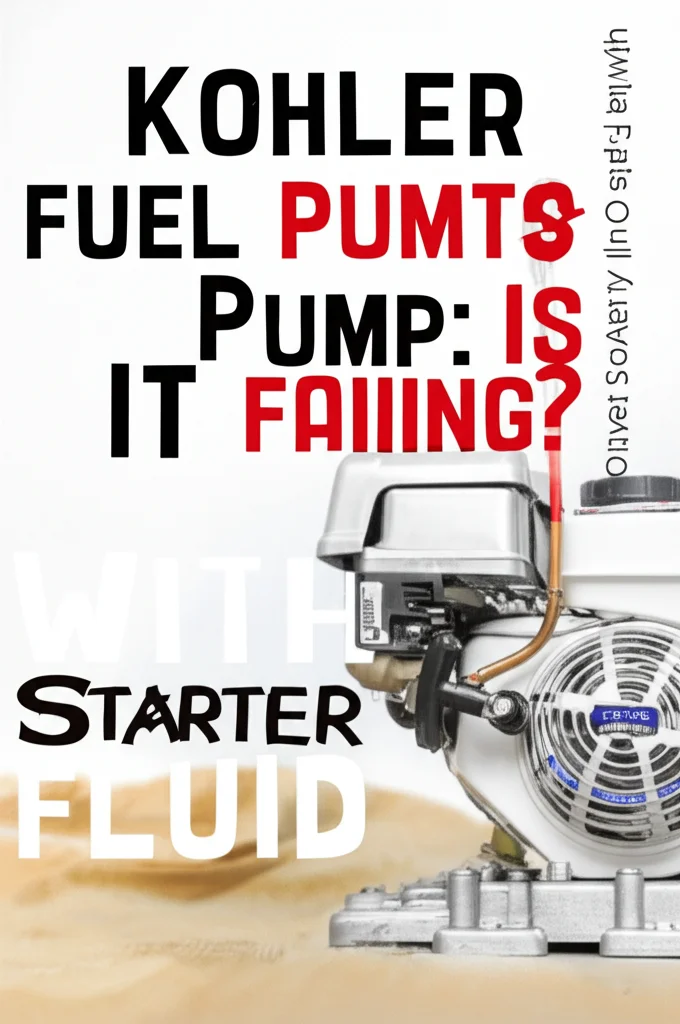 KOHLER
FUEL PUMTS
PUMP: IS
IT FAIIING?
WITH
STARTER
FLUID